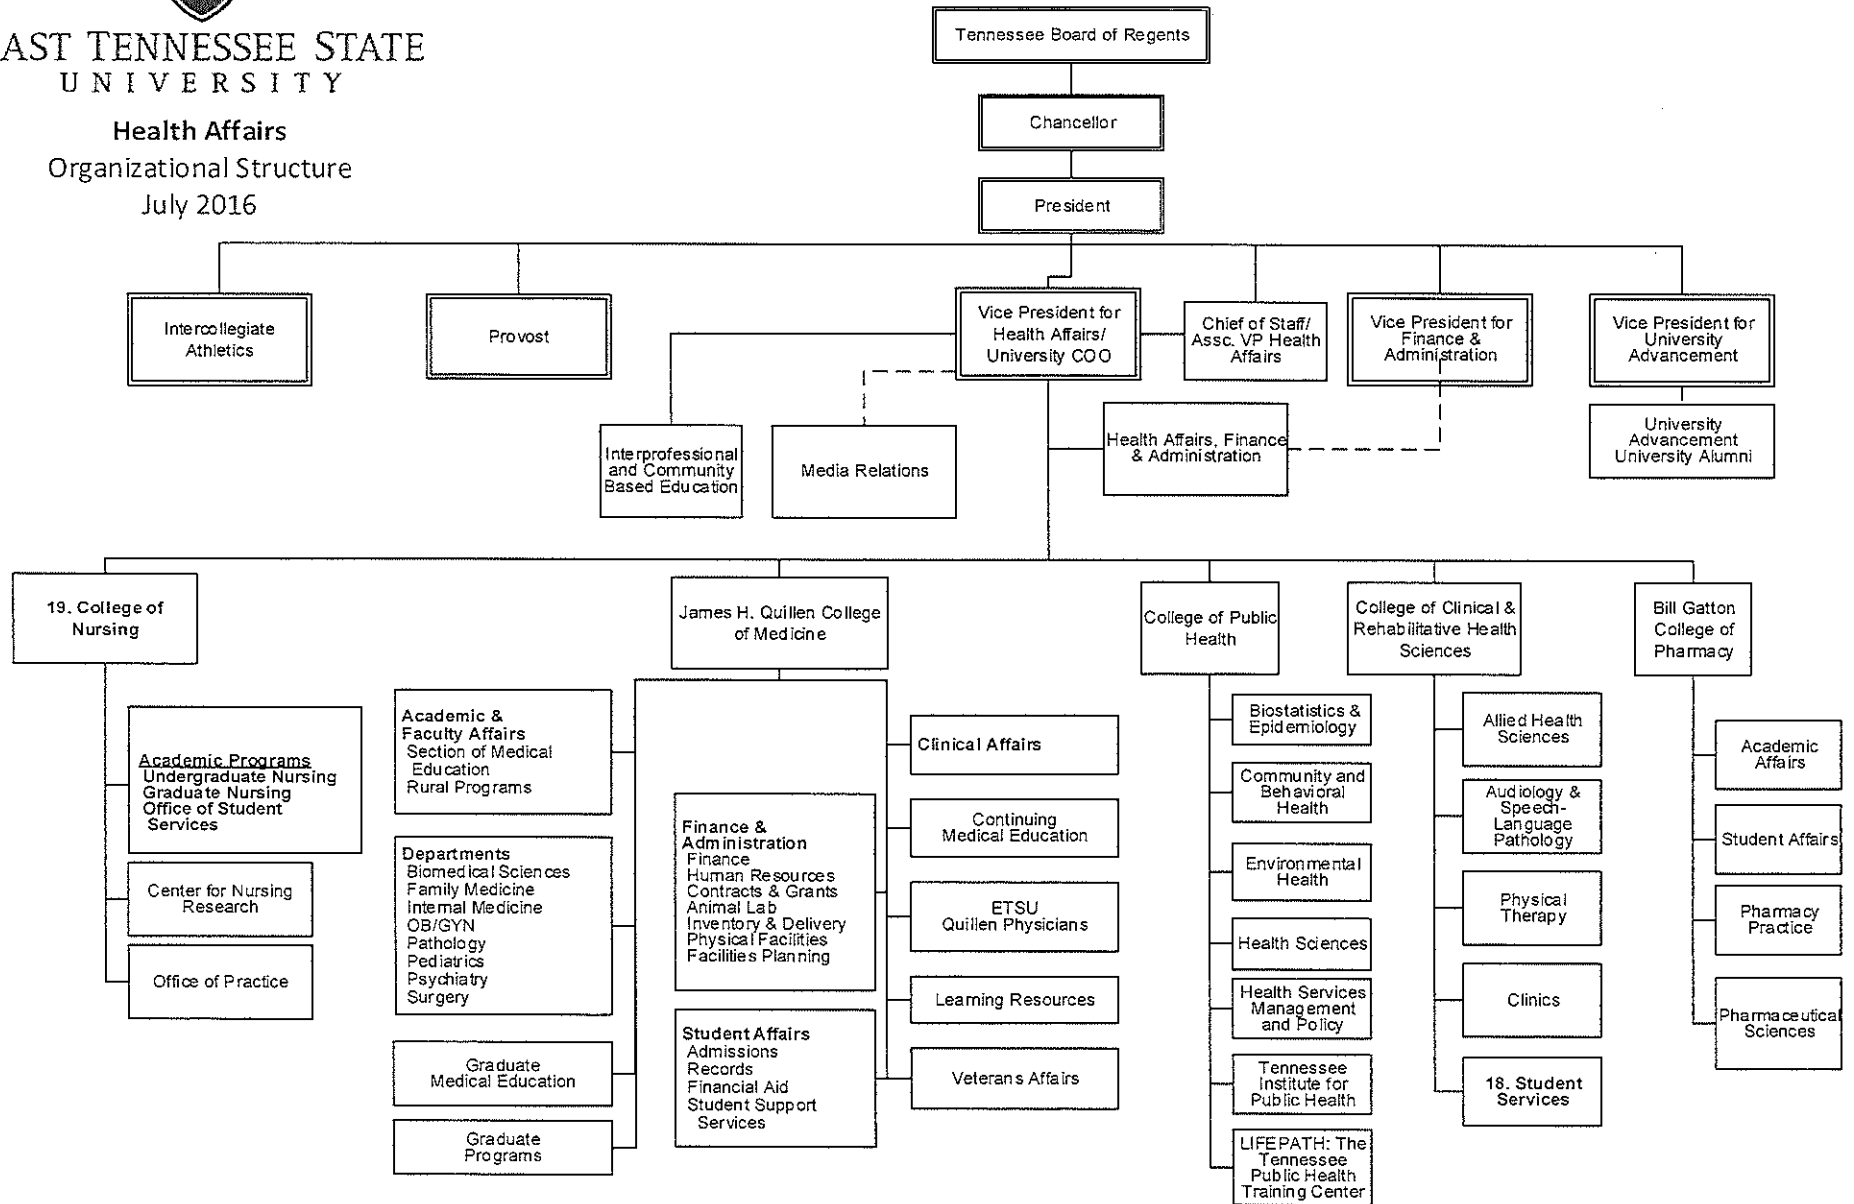 AST TENNESSEE STATE
UNIVERSITY
Health Affairs
Organizational Structure
July 2016
Tennessee Board of Regents
Chancellor
President
Intercollegiate
Athletics
Provost
Vice President for
Health Affairs/
University COO
Chief of Staff/
Assc. VP Health
Affairs
Vice President for
Finance &
Administration
Vice President for
University
Advancement
Interprofessional
and Community
Based Education
Media Relations
Health Affairs, Finance
& Administration
University
Advancement
University Alumni
19. College of
Nursing
Academic Programs
Undergraduate Nursing
Graduate Nursing
Office of Student
Services
Center for Nursing
Research
Office of Practice
James H. Quillen College
of Medicine
Academic &
Faculty Affairs
Section of Medical
Education
Rural Programs
Departments
Biomedical Sciences
Family Medicine
Internal Medicine
OB/GYN
Pathology
Pediatrics
Psychiatry
Surgery
Graduate
Medical Education
Graduate
Programs
Finance &
Administration
Finance
Human Resources
Contracts & Grants
Animal Lab
Inventory & Delivery
Physical Facilities
Facilities Planning
Student Affairs
Admissions
Records
Financial Aid
Student Support
Services
Clinical Affairs
Continuing
Medical Education
ETSU
Quillen Physicians
Learning Resources
Veterans Affairs
College of Public
Health
Biostatistics &
Epidemiology
Community and
Behavioral
Health
Environmental
Health
Health Sciences
Health Services
Management
and Policy
Tennessee
Institute for
Public Health
LIFEPATH: The
Tennessee
Public Health
Training Center
College of Clinical &
Rehabilitative Health
Sciences
Allied Health
Sciences
Audiology &
Speech-
Language
Pathology
Physical
Therapy
Clinics
18. Student
Services
Bill Gatton
College of
Pharmacy
Academic
Affairs
Student Affairs
Pharmacy
Practice
Pharmaceutical
Sciences